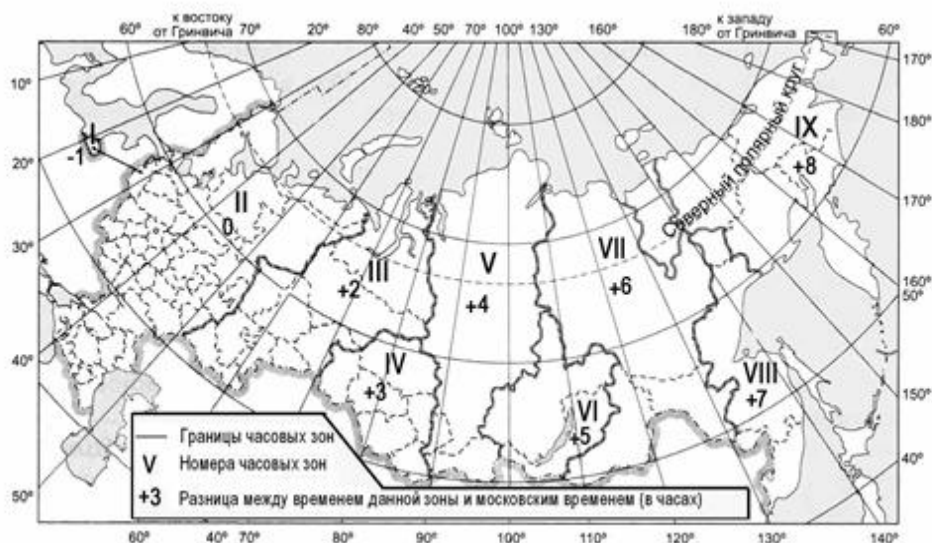 к востоку
от Гринвича
к западу
от Гринвича
60° 70° 20° 80° 40° 50° 70° 100° 130° 160° 180° 60°
170°
10°
180°
20°
170°
30°
160°
50°
40°
150°
40°
50°
I
-1
II
0
III
+2
IV
+3
V
+4
VI
+5
VII
+6
VIII
+7
IX
+8
Северный полярный круг
Границы часовых зон
V Номера часовых зон
+3 Разница между временем данной зоны и московским временем (в часах)
60° 40° 70° 80° 90° 100° 110° 120° 130° 140°